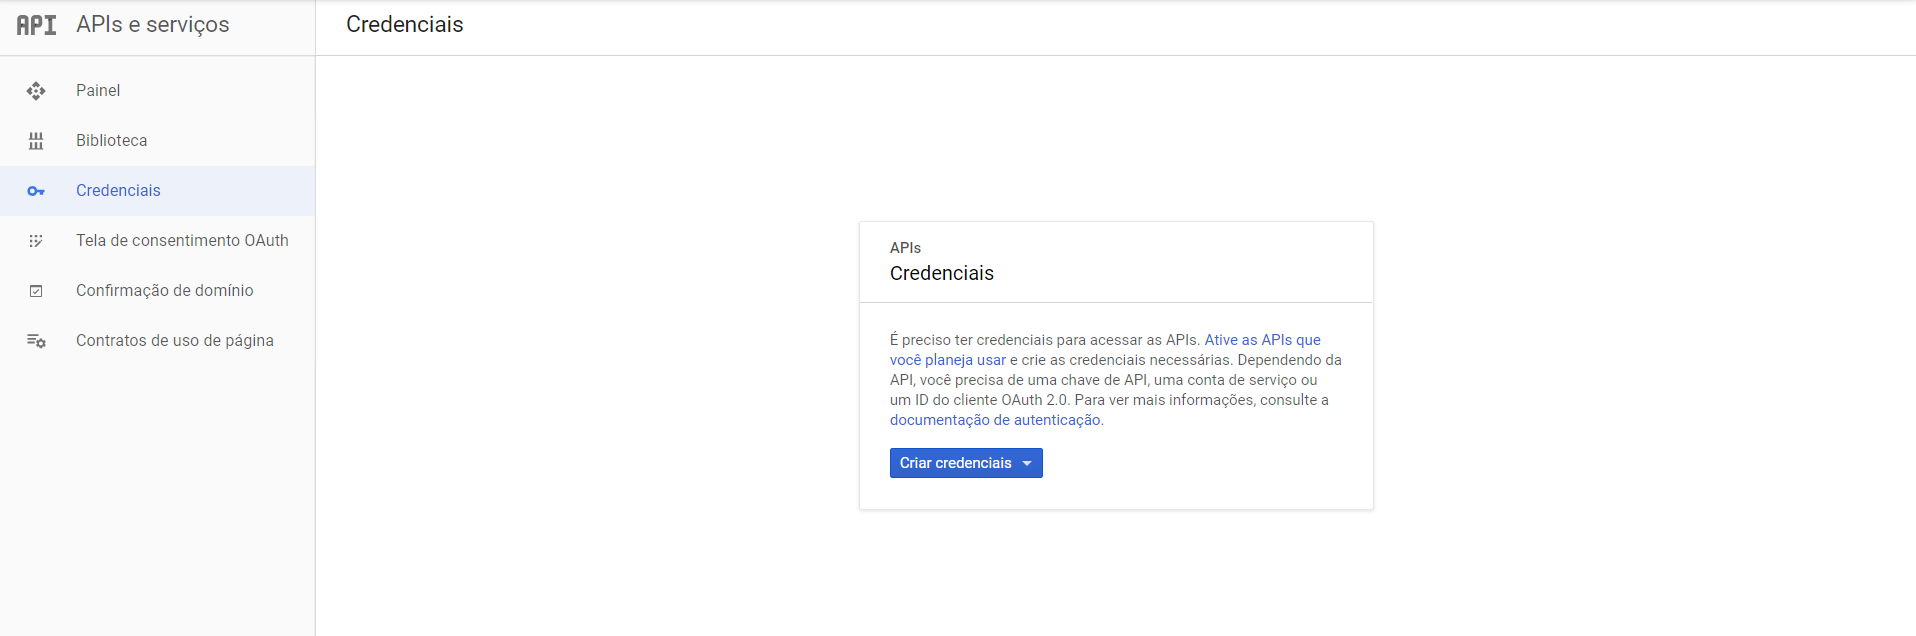 API APIs e serviços
Credenciais
Painel
Biblioteca
Credenciais
Tela de consentimento OAuth
Confirmação de domínio
Contratos de uso de página
APIs
Credenciais
É preciso ter credenciais para acessar as APIs. Ative as APIs que
você planeja usar e crie as credenciais necessárias. Dependendo da
API, você precisa de uma chave de API, uma conta de serviço ou
um ID do cliente OAuth 2.0. Para ver mais informações, consulte a
documentação de autenticação.
Criar credenciais